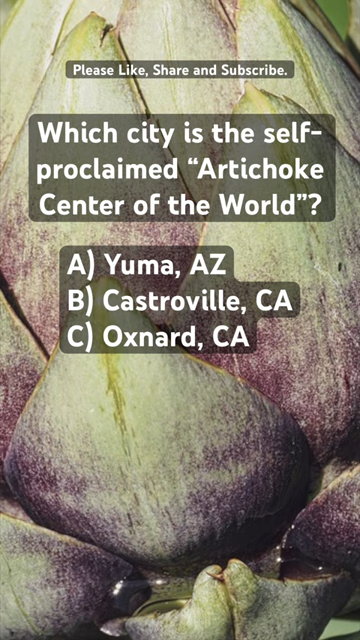 Please Like, Share and Subscribe.
Which city is the self-
proclaimed “Artichoke
Center of the World”?
A) Yuma, AZ
B) Castroville, CA
C) Oxnard, CA